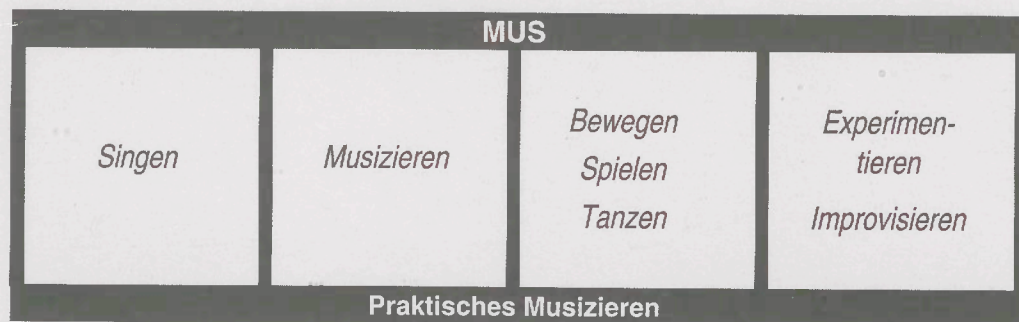 MUS
Singen
Musizieren
Bewegen
Spielen
Tanzen
Experimen-
tieren
Improvisieren
Praktisches Musizieren